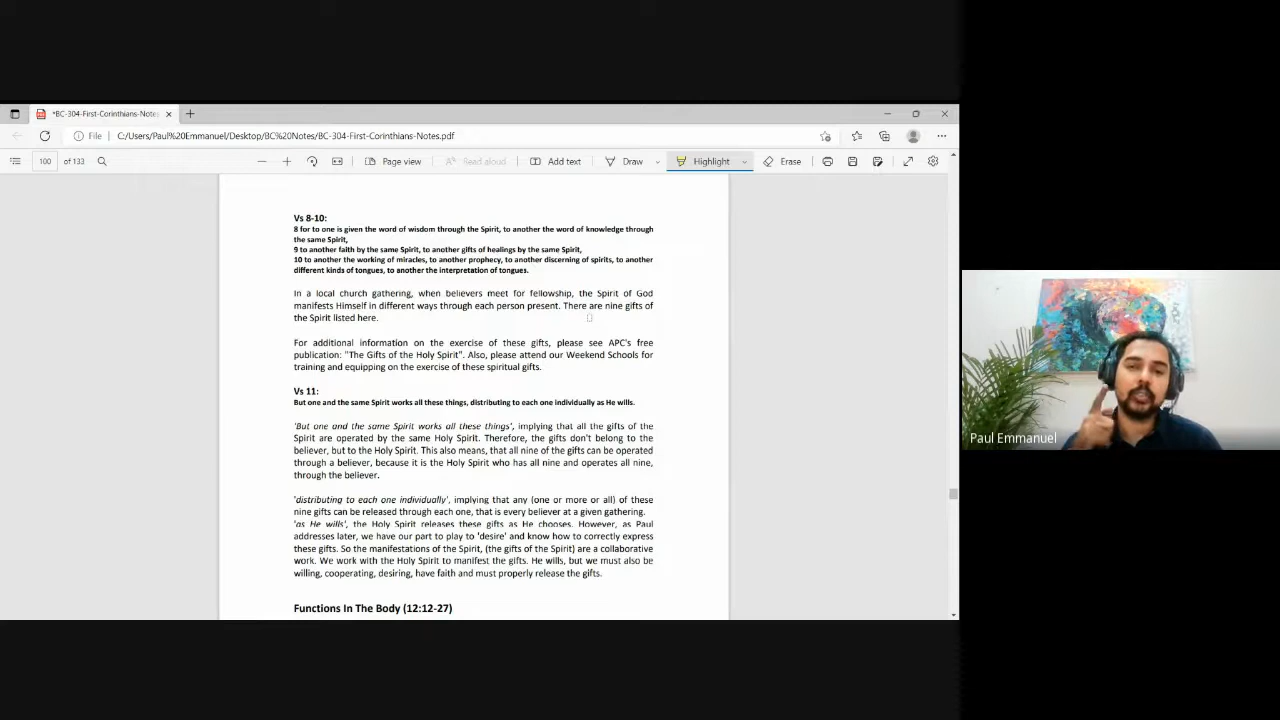 *BC-304-First-Corinthians-Notes
File
C:/Users/Paul%20Emmanuel/Desktop/BC%20Notes/BC-304-First-Corinthians-Notes.pdf
100 of 133
Page view
Read aloud
Add text
Draw
Highlight
Erase
Vs 8-10:
8 for to one is given the word of wisdom through the Spirit, to another the word of knowledge through
the same Spirit,
9 to another faith by the same Spirit, to another gifts of healings by the same Spirit,
10 to another the working of miracles, to another prophecy, to another discerning of spirits, to another
different kinds of tongues, to another the interpretation of tongues.
In a local church gathering, when believers meet for fellowship, the Spirit of God
manifests Himself in different ways through each person present. There are nine gifts of
the Spirit listed here.
For additional information on the exercise of these gifts, please see APC's free
publication: "The Gifts of the Holy Spirit". Also, please attend our Weekend Schools for
training and equipping on the exercise of these spiritual gifts.
Vs 11:
But one and the same Spirit works all these things, distributing to each one individually as He wills.
'But one and the same Spirit works all these things', implying that all the gifts of the
Spirit are operated by the same Holy Spirit. Therefore, the gifts don't belong to the
believer, but to the Holy Spirit. This also means, that all nine of the gifts can be operated
through a believer, because it is the Holy Spirit who has all nine and operates all nine,
through the believer.
'distributing to each one individually', implying that any (one or more or all) of these
nine gifts can be released through each one, that is every believer at a given gathering.
'as He wills', the Holy Spirit releases these gifts as He chooses. However, as Paul
addresses later, we have our part to play to 'desire' and know how to correctly express
these gifts. So the manifestations of the Spirit, (the gifts of the Spirit) are a collaborative
work. We work with the Holy Spirit to manifest the gifts. He wills, but we must also be
willing, cooperating, desiring, have faith and must properly release the gifts.
Functions In The Body (12:12-27)
Paul Emmanuel